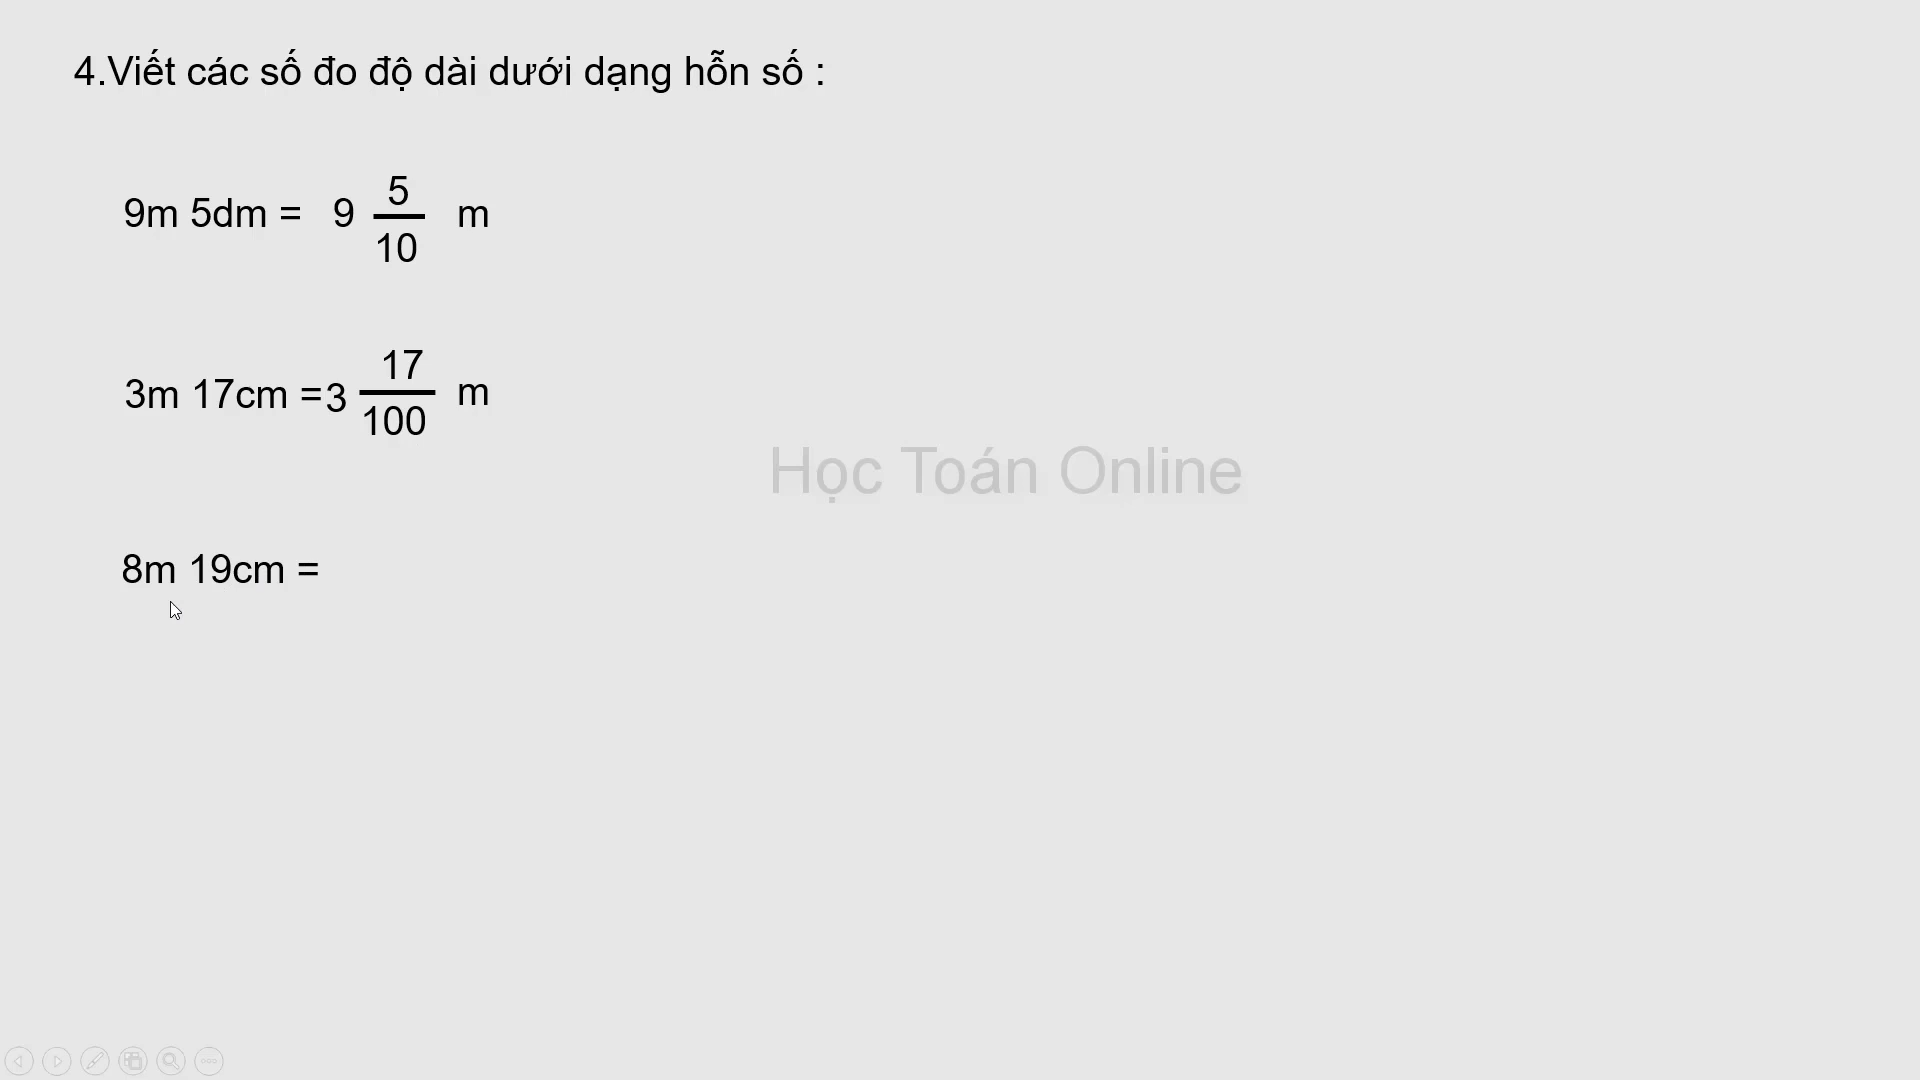 4.Viết các số đo độ dài dưới dạng hỗn số :
9m 5dm = 9 5/10 m
3m 17cm =3 17/100 m
Học Toán Online
8m 19cm =